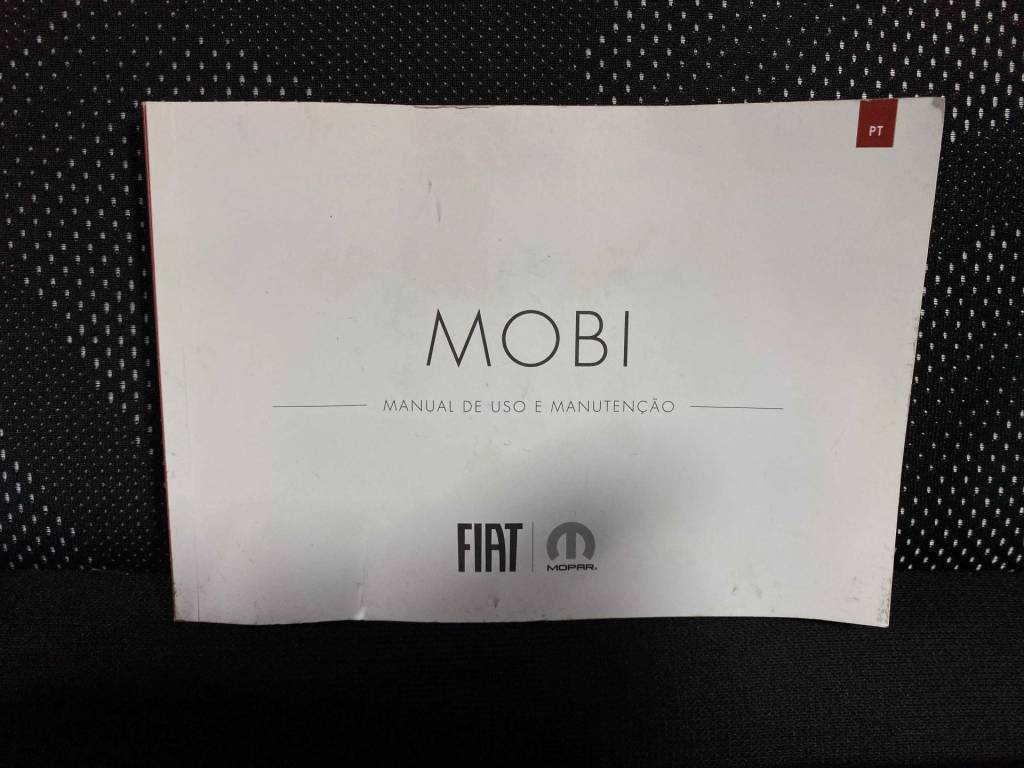 PT
MOBI
MANUAL DE USO E MANUTENÇÃO
FIAT
MOPAR®